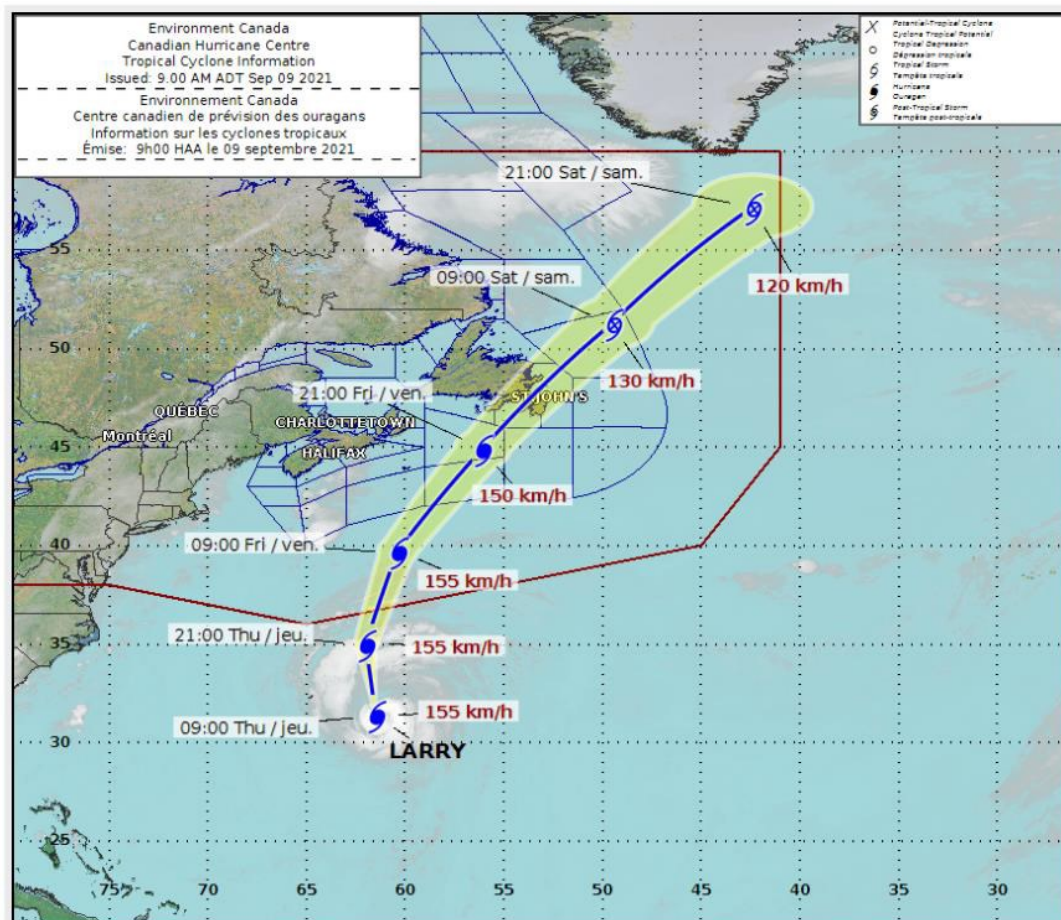 Environment Canada
Canadian Hurricane Centre
Tropical Cyclone Information
Issued: 9.00 AM ADT Sep 09 2021
Environnement Canada
Centre canadien de prévision des ouragans
Information sur les cyclones tropicaux
Émise: 9h00 HAA le 09 septembre 2021
Potential-Tropical Cyclone
Cyclone Tropical Potentiel
Tropical Depression
Dépression tropicale
Tropical Storm
Tempête tropicale
Hurricane
Ouragan
Post-Tropical Storm
Tempête post-tropicale
21:00 Sat / sam.
55
09:00 Sat / sam.
120 km/h
50
130 km/h
21:00 Fri / ven.
ST JOHN'S
QUÉBEC
CHARLOTTETOWN
Montréal
45
HALIFAX
150 km/h
09:00 Fri / ven.
40
155 km/h
21:00 Thu / jeu.
35
155 km/h
155 km/h
09:00 Thu / jeu.
30
LARRY
25
75 70 65 60 55 50 45 40 35 30